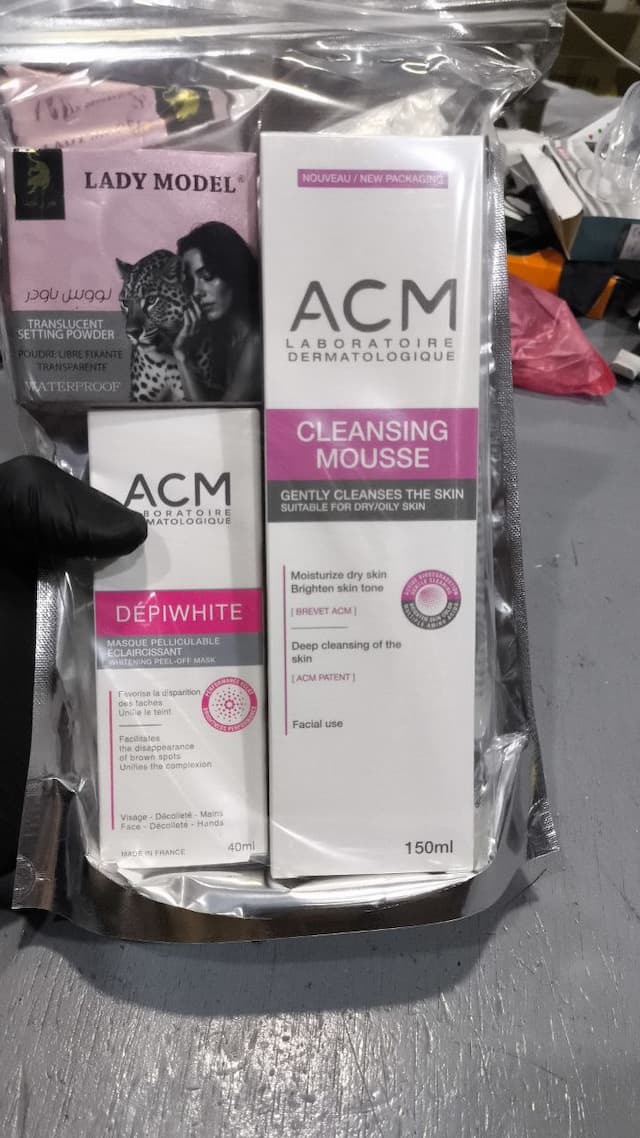 LADY MODEL®
لووس باودر
TRANSLUCENT
SETTING POWDER
POUDRE LIBRE FIXANTE
TRANSPARENTE
WATERPROOF
NOUVEAU / NEW PACKAGING
ACM
LABORATOIRE
DERMATOLOGIQUE
CLEANSING
MOUSSE
GENTLY CLEANSES THE SKIN
SUITABLE FOR DRY/OILY SKIN
Moisturize dry skin
Brighten skin tone
[ BREVET ACM ]
Deep cleansing of the
skin
[ ACM PATENT ]
Facial use
150ml
ACM
BORATOIRE
MATOLOGIQUE
DÉPIWHITE
MASQUE PELLICULABLE
ÉCLAIRCISSANT
WHITENING PEEL-OFF MASK
Favorise la disparition
des taches
Unifie le teint
Facilitates
the disappearance
of brown spots
Unifies the complexion
Visage - Décolleté - Mains
Face - Décolleté - Hands
MADE IN FRANCE
40ml